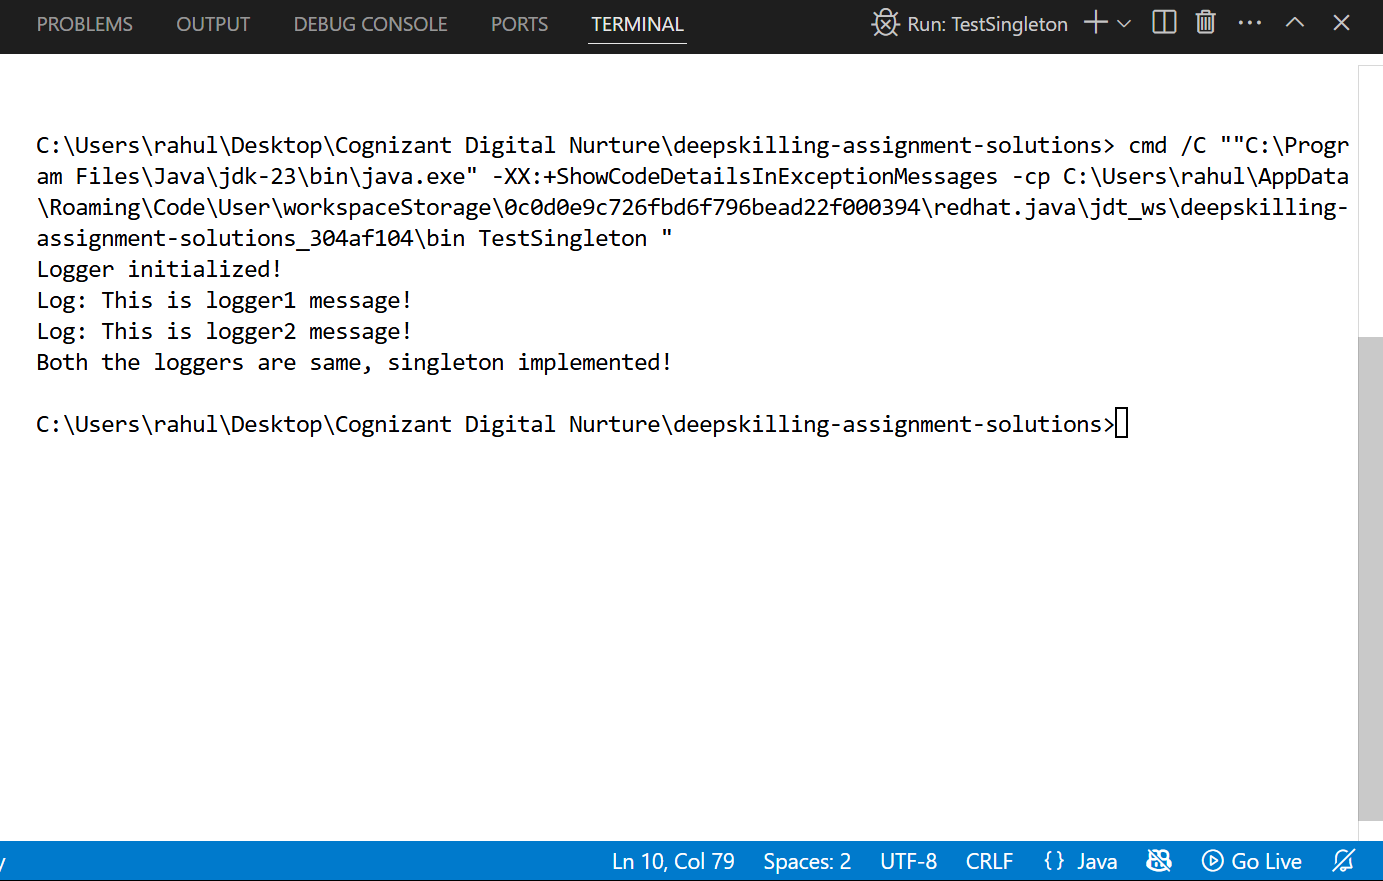 PROBLEMS OUTPUT DEBUG CONSOLE PORTS TERMINAL Run: TestSingleton
C:\Users\rahul\Desktop\Cognizant Digital Nurture\deepskilling-assignment-solutions> cmd /C ""C:\Progr
am Files\Java\jdk-23\bin\java.exe" -XX:+ShowCodeDetailsInExceptionMessages -cp C:\Users\rahul\AppData
\Roaming\Code\User\workspaceStorage\0c0d0e9c726fbd6f796bead22f000394\redhat.java\jdt_ws\deepskilling-
assignment-solutions_304af104\bin TestSingleton "
Logger initialized!
Log: This is logger1 message!
Log: This is logger2 message!
Both the loggers are same, singleton implemented!
C:\Users\rahul\Desktop\Cognizant Digital Nurture\deepskilling-assignment-solutions>
Ln 10, Col 79 Spaces: 2 UTF-8 CRLF {} Java Go Live